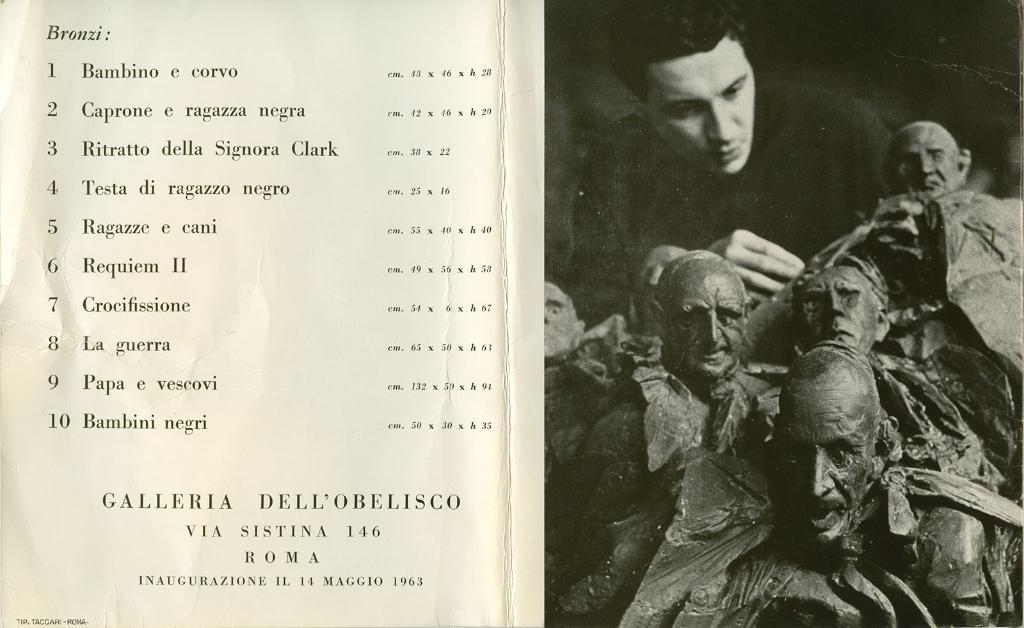 Bronzi:
1 Bambino e corvo cm. 48 x 46 x h 28
2 Caprone e ragazza negra cm. 42 x 46 x h 20
3 Ritratto della Signora Clark cm. 38 x 22
4 Testa di ragazzo negro cm. 25 x 16
5 Ragazze e cani cm. 55 x 40 x h 40
6 Requiem II cm. 49 x 56 x h 58
7 Crocifissione cm. 54 x 6 x h 67
8 La guerra cm. 65 x 50 x h 63
9 Papa e vescovi cm. 132 x 50 x h 94
10 Bambini negri cm. 50 x 30 x h 35
GALLERIA DELL'OBELISCO
VIA SISTINA 146
ROMA
INAUGURAZIONE IL 14 MAGGIO 1963
TIP. TACCARI - ROMA -